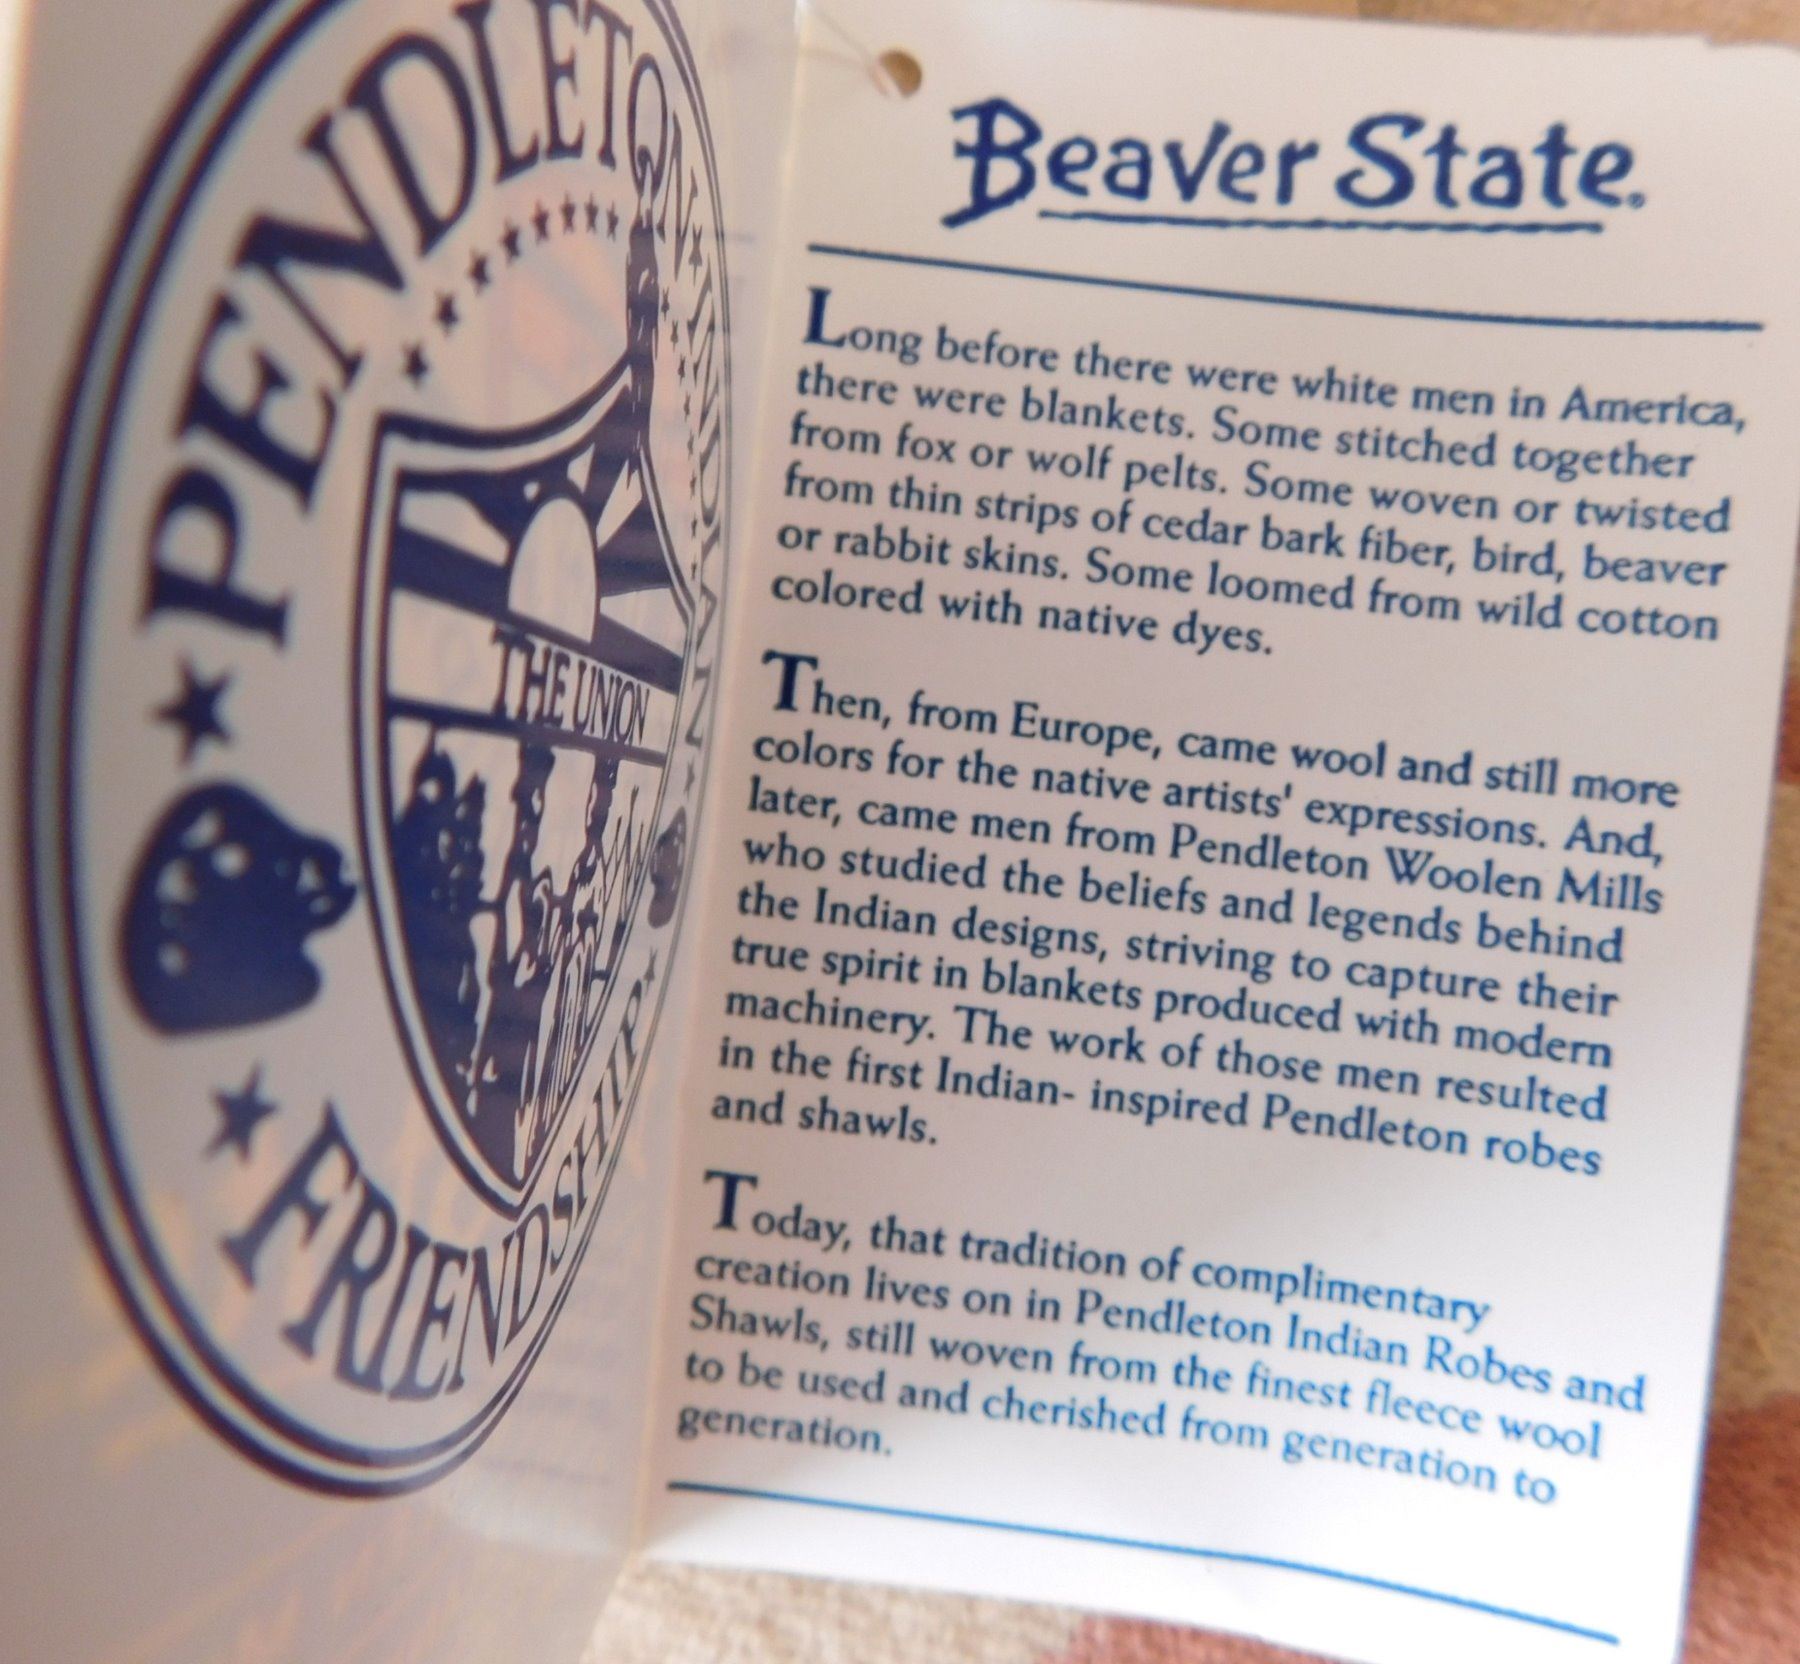 PENDLETON INDIAN
THE UNION
FRIENDSHIP
Beaver State®
Long before there were white men in America,
there were blankets. Some stitched together
from fox or wolf pelts. Some woven or twisted
from thin strips of cedar bark fiber, bird, beaver
or rabbit skins. Some loomed from wild cotton
colored with native dyes.
Then, from Europe, came wool and still more
colors for the native artists' expressions. And,
later, came men from Pendleton Woolen Mills
who studied the beliefs and legends behind
the Indian designs, striving to capture their
true spirit in blankets produced with modern
machinery. The work of those men resulted
in the first Indian- inspired Pendleton robes
and shawls.
Today, that tradition of complimentary
creation lives on in Pendleton Indian Robes and
Shawls, still woven from the finest fleece wool
to be used and cherished from generation to
generation.